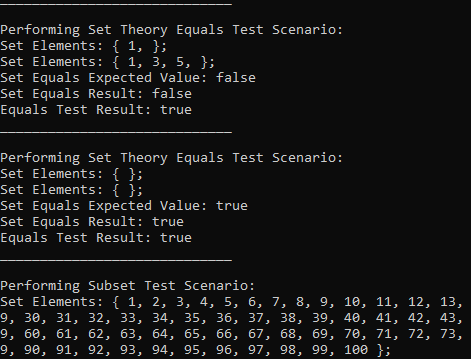 _____________________________
Performing Set Theory Equals Test Scenario:
Set Elements: { 1, };
Set Elements: { 1, 3, 5, };
Set Equals Expected Value: false
Set Equals Result: false
Equals Test Result: true
_____________________________
Performing Set Theory Equals Test Scenario:
Set Elements: { };
Set Elements: { };
Set Equals Expected Value: true
Set Equals Result: true
Equals Test Result: true
_____________________________
Performing Subset Test Scenario:
Set Elements: { 1, 2, 3, 4, 5, 6, 7, 8, 9, 10, 11, 12, 13,
9, 30, 31, 32, 33, 34, 35, 36, 37, 38, 39, 40, 41, 42, 43,
9, 60, 61, 62, 63, 64, 65, 66, 67, 68, 69, 70, 71, 72, 73,
9, 90, 91, 92, 93, 94, 95, 96, 97, 98, 99, 100 };